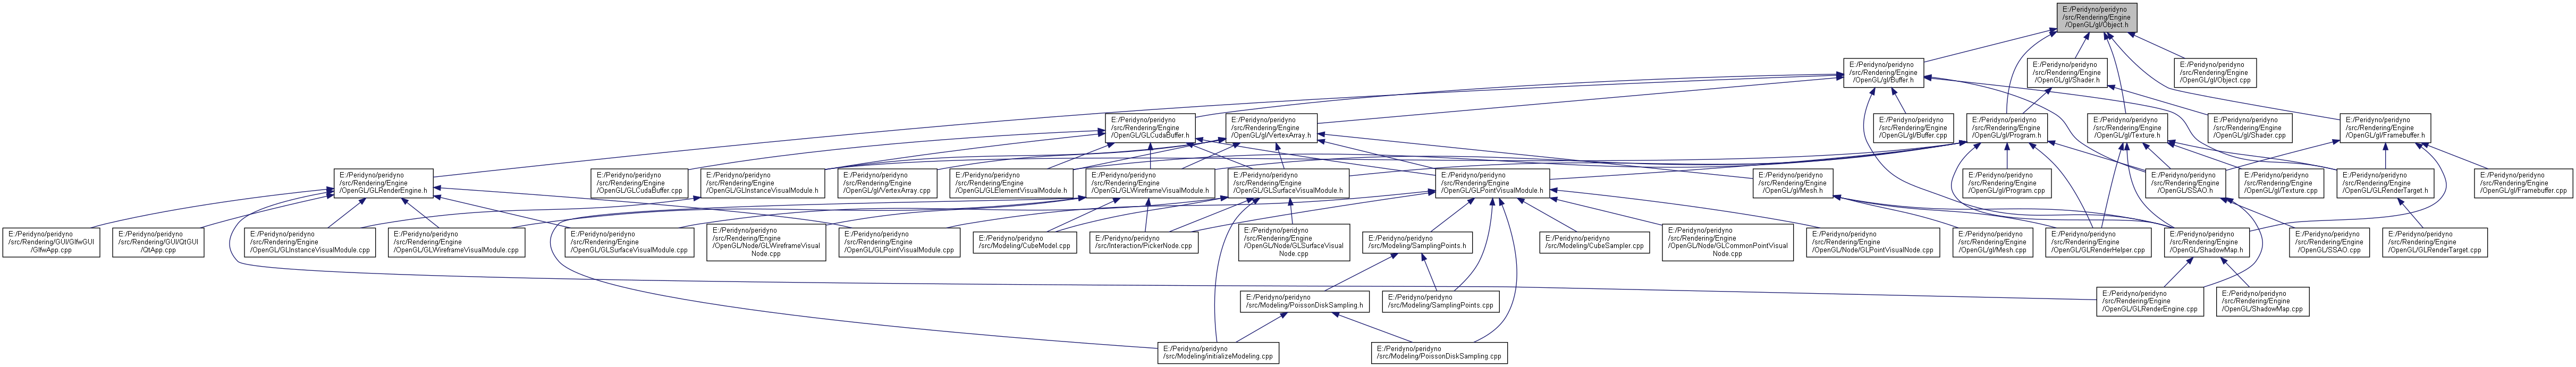 E:/Peridyno/peridyno
/src/Rendering/Engine
/OpenGL/gl/Object.h
E:/Peridyno/peridyno
/src/Rendering/Engine
/OpenGL/gl/Buffer.h
E:/Peridyno/peridyno
/src/Rendering/Engine
/OpenGL/gl/Shader.h
E:/Peridyno/peridyno
/src/Rendering/Engine
/OpenGL/gl/Object.cpp
E:/Peridyno/peridyno
/src/Rendering/Engine
/OpenGL/GLCudaBuffer.h
E:/Peridyno/peridyno
/src/Rendering/Engine
/OpenGL/gl/VertexArray.h
E:/Peridyno/peridyno
/src/Rendering/Engine
/OpenGL/gl/Buffer.cpp
E:/Peridyno/peridyno
/src/Rendering/Engine
/OpenGL/gl/Program.h
E:/Peridyno/peridyno
/src/Rendering/Engine
/OpenGL/gl/Texture.h
E:/Peridyno/peridyno
/src/Rendering/Engine
/OpenGL/gl/Shader.cpp
E:/Peridyno/peridyno
/src/Rendering/Engine
/OpenGL/gl/Framebuffer.h
E:/Peridyno/peridyno
/src/Rendering/Engine
/OpenGL/GLRenderEngine.h
E:/Peridyno/peridyno
/src/Rendering/Engine
/OpenGL/GLCudaBuffer.cpp
E:/Peridyno/peridyno
/src/Rendering/Engine
/OpenGL/GLInstanceVisualModule.h
E:/Peridyno/peridyno
/src/Rendering/Engine
/OpenGL/gl/VertexArray.cpp
E:/Peridyno/peridyno
/src/Rendering/Engine
/OpenGL/GLElementVisualModule.h
E:/Peridyno/peridyno
/src/Rendering/Engine
/OpenGL/GLWireframeVisualModule.h
E:/Peridyno/peridyno
/src/Rendering/Engine
/OpenGL/GLSurfaceVisualModule.h
E:/Peridyno/peridyno
/src/Rendering/Engine
/OpenGL/GLPointVisualModule.h
E:/Peridyno/peridyno
/src/Rendering/Engine
/OpenGL/gl/Mesh.h
E:/Peridyno/peridyno
/src/Rendering/Engine
/OpenGL/gl/Program.cpp
E:/Peridyno/peridyno
/src/Rendering/Engine
/OpenGL/SSAO.h
E:/Peridyno/peridyno
/src/Rendering/Engine
/OpenGL/gl/Texture.cpp
E:/Peridyno/peridyno
/src/Rendering/Engine
/OpenGL/GLRenderTarget.h
E:/Peridyno/peridyno
/src/Rendering/Engine
/OpenGL/gl/Framebuffer.cpp
E:/Peridyno/peridyno
/src/Rendering/GUI/GlfwGUI
/GlfwApp.cpp
E:/Peridyno/peridyno
/src/Rendering/GUI/QtGUI
/QtApp.cpp
E:/Peridyno/peridyno
/src/Rendering/Engine
/OpenGL/GLInstanceVisualModule.cpp
E:/Peridyno/peridyno
/src/Rendering/Engine
/OpenGL/GLWireframeVisualModule.cpp
E:/Peridyno/peridyno
/src/Rendering/Engine
/OpenGL/GLSurfaceVisualModule.cpp
E:/Peridyno/peridyno
/src/Rendering/Engine
/OpenGL/Node/GLWireframeVisual
Node.cpp
E:/Peridyno/peridyno
/src/Rendering/Engine
/OpenGL/GLPointVisualModule.cpp
E:/Peridyno/peridyno
/src/Modeling/CubeModel.cpp
E:/Peridyno/peridyno
/src/Interaction/PickerNode.cpp
E:/Peridyno/peridyno
/src/Rendering/Engine
/OpenGL/Node/GLSurfaceVisual
Node.cpp
E:/Peridyno/peridyno
/src/Modeling/SamplingPoints.h
E:/Peridyno/peridyno
/src/Modeling/CubeSampler.cpp
E:/Peridyno/peridyno
/src/Rendering/Engine
/OpenGL/Node/GLCommonPointVisual
Node.cpp
E:/Peridyno/peridyno
/src/Rendering/Engine
/OpenGL/Node/GLPointVisualNode.cpp
E:/Peridyno/peridyno
/src/Rendering/Engine
/OpenGL/gl/Mesh.cpp
E:/Peridyno/peridyno
/src/Rendering/Engine
/OpenGL/GLRenderHelper.cpp
E:/Peridyno/peridyno
/src/Rendering/Engine
/OpenGL/ShadowMap.h
E:/Peridyno/peridyno
/src/Rendering/Engine
/OpenGL/SSAO.cpp
E:/Peridyno/peridyno
/src/Rendering/Engine
/OpenGL/GLRenderTarget.cpp
E:/Peridyno/peridyno
/src/Modeling/PoissonDiskSampling.h
E:/Peridyno/peridyno
/src/Modeling/SamplingPoints.cpp
E:/Peridyno/peridyno
/src/Rendering/Engine
/OpenGL/GLRenderEngine.cpp
E:/Peridyno/peridyno
/src/Rendering/Engine
/OpenGL/ShadowMap.cpp
E:/Peridyno/peridyno
/src/Modeling/initializeModeling.cpp
E:/Peridyno/peridyno
/src/Modeling/PoissonDiskSampling.cpp